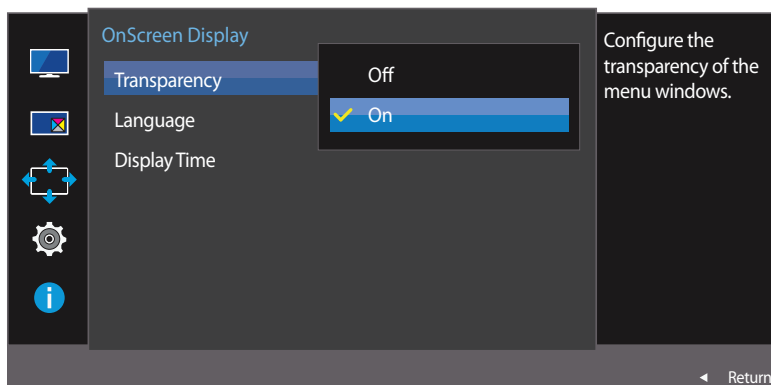 OnScreen Display
Transparency
Language
Display Time
Off
On
Configure the
transparency of the
menu windows.
Return